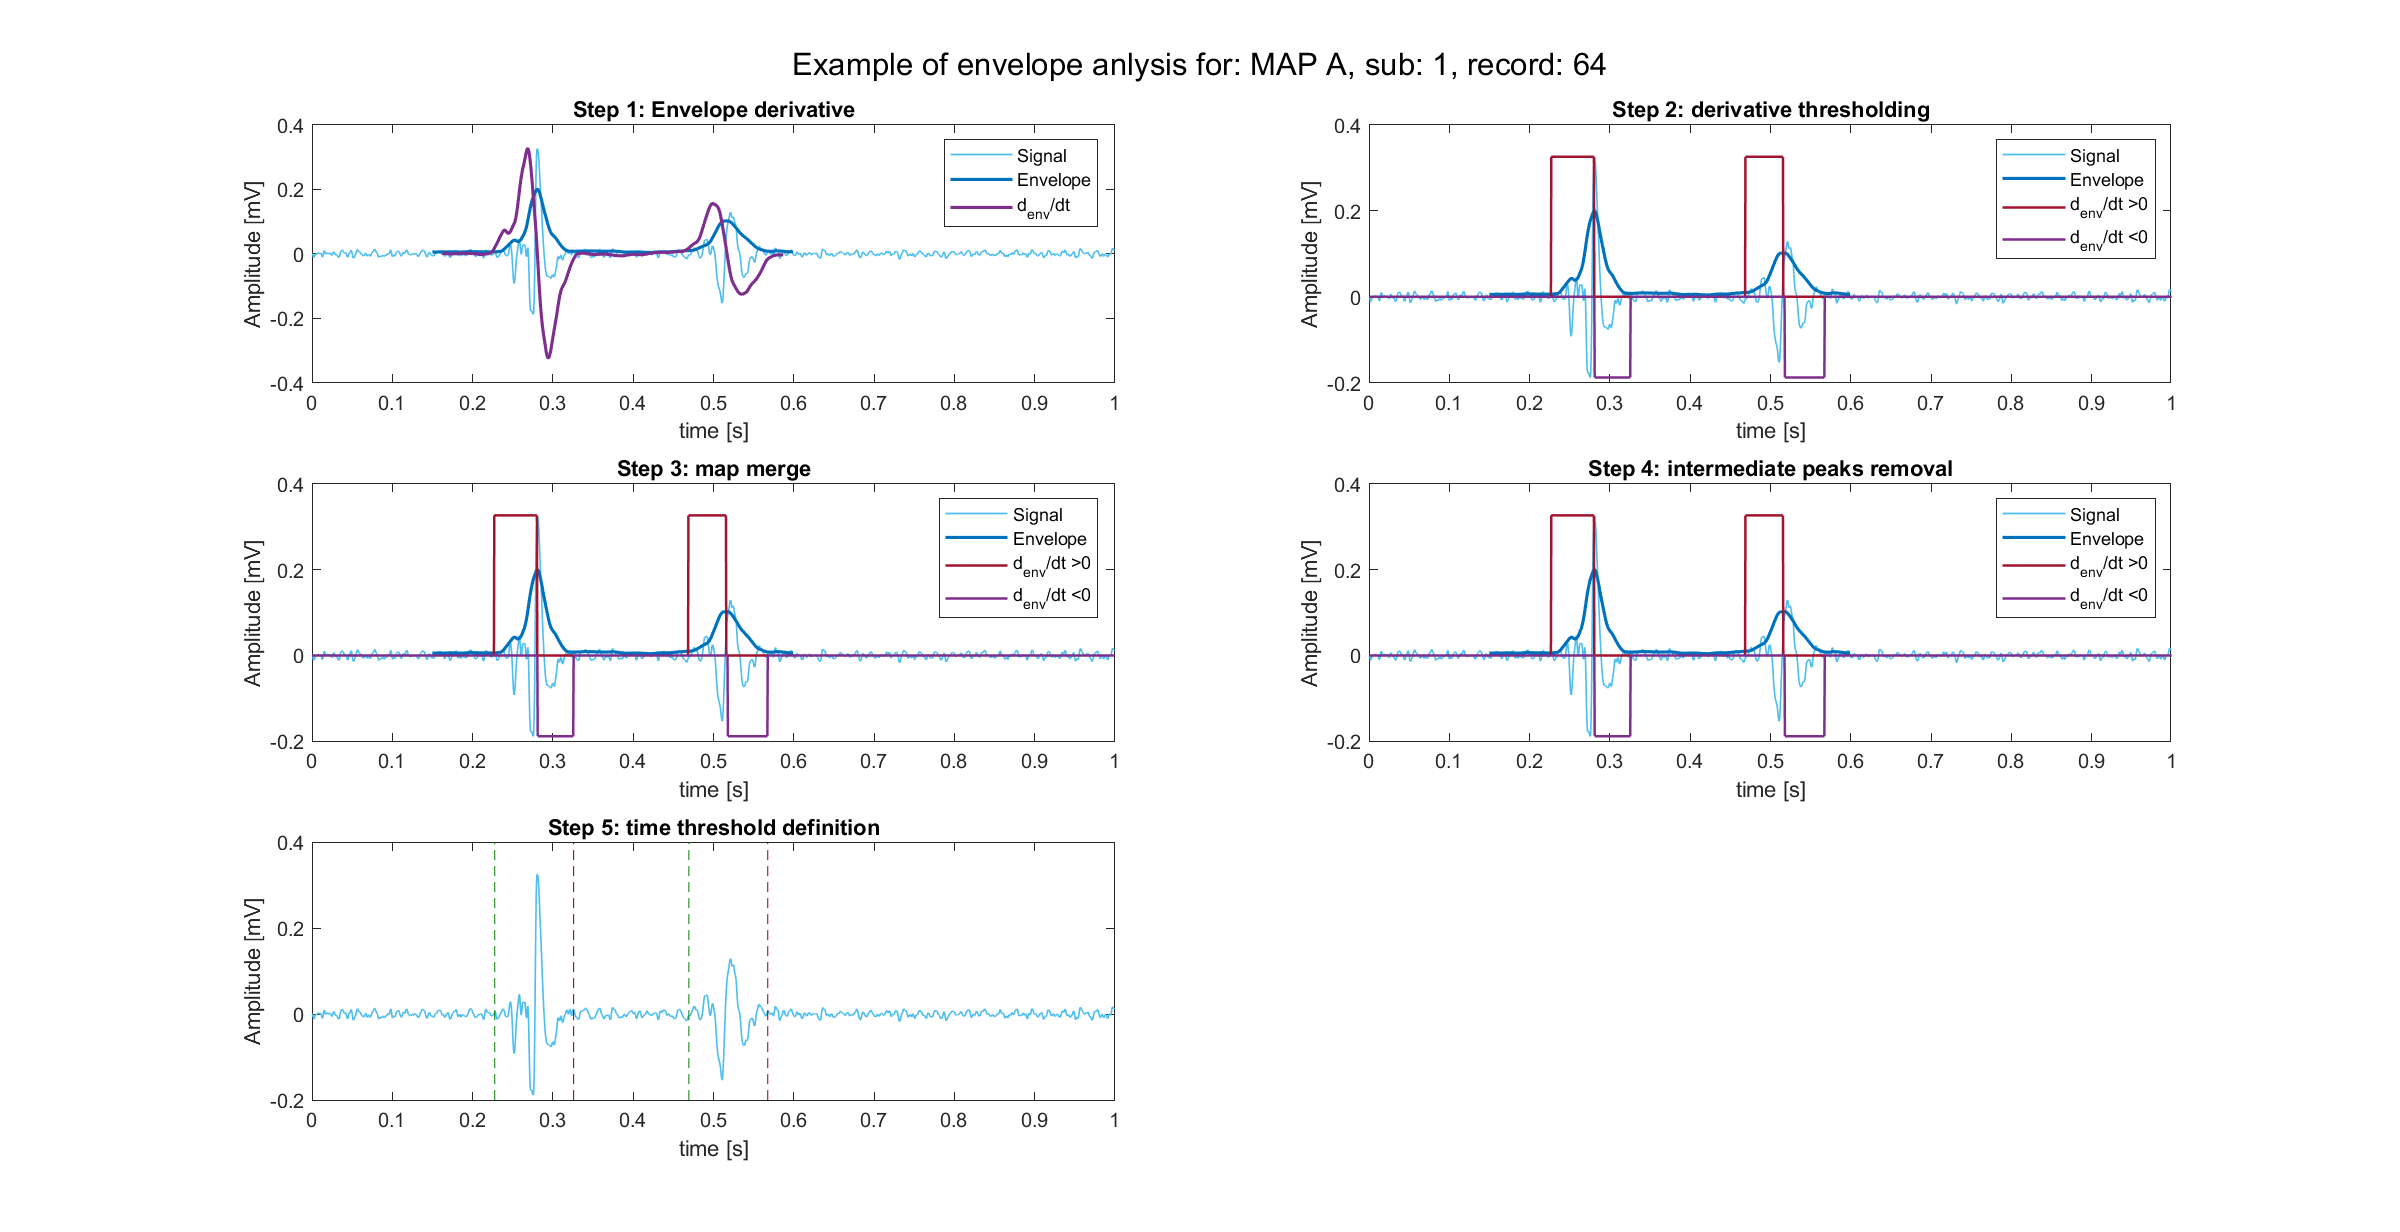 Example of envelope anlysis for: MAP A, sub: 1, record: 64
Step 1: Envelope derivative
0.4
0.2
0
-0.2
-0.4
Amplitude [mV]
0 0.1 0.2 0.3 0.4 0.5 0.6 0.7 0.8 0.9 1
time [s]
Signal
Envelope
d_env/dt
Step 2: derivative thresholding
0.4
0.2
0
-0.2
Amplitude [mV]
0 0.1 0.2 0.3 0.4 0.5 0.6 0.7 0.8 0.9 1
time [s]
Signal
Envelope
d_env/dt >0
d_env/dt <0
Step 3: map merge
0.4
0.2
0
-0.2
Amplitude [mV]
0 0.1 0.2 0.3 0.4 0.5 0.6 0.7 0.8 0.9 1
time [s]
Signal
Envelope
d_env/dt >0
d_env/dt <0
Step 4: intermediate peaks removal
0.4
0.2
0
-0.2
Amplitude [mV]
0 0.1 0.2 0.3 0.4 0.5 0.6 0.7 0.8 0.9 1
time [s]
Signal
Envelope
d_env/dt >0
d_env/dt <0
Step 5: time threshold definition
0.4
0.2
0
-0.2
Amplitude [mV]
0 0.1 0.2 0.3 0.4 0.5 0.6 0.7 0.8 0.9 1
time [s]